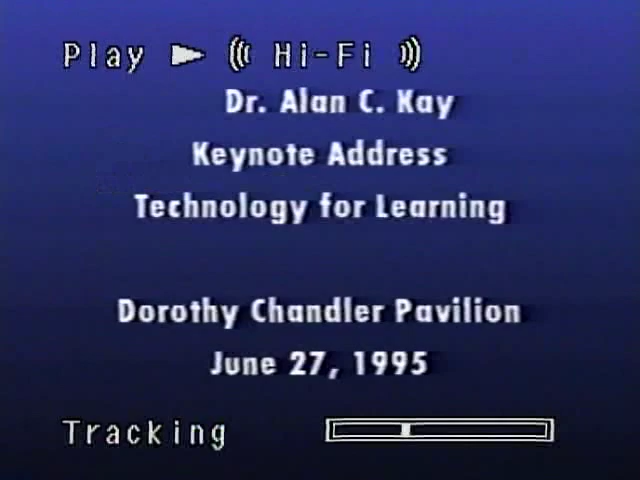 Play ► ((( Hi-Fi )))
Dr. Alan C. Kay
Keynote Address
Technology for Learning
Dorothy Chandler Pavilion
June 27, 1995
Tracking